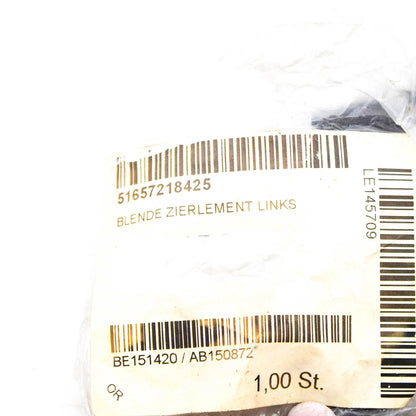 51657218425
BLENDE ZIERLEMENT LINKS
LE145709
BE151420 / AB150872
OR
1,00 St.